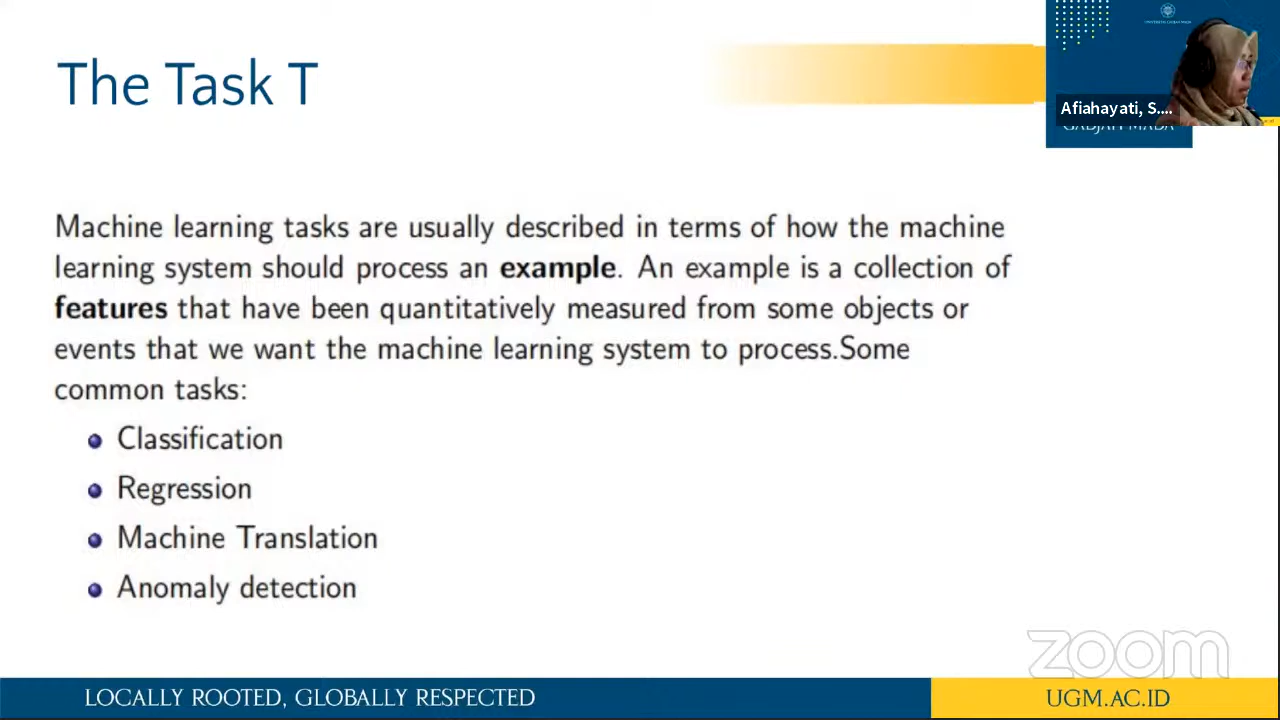 The Task T
Afiahayati, S....
GADJAH MADA
Machine learning tasks are usually described in terms of how the machine
learning system should process an example. An example is a collection of
features that have been quantitatively measured from some objects or
events that we want the machine learning system to process.Some
common tasks:
Classification
Regression
Machine Translation
Anomaly detection
zoom
LOCALLY ROOTED, GLOBALLY RESPECTED
UGM.AC.ID